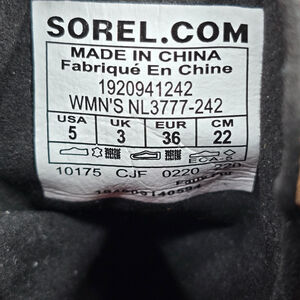 SOREL.COM
MADE IN CHINA
Fabriqué En Chine
1920941242
WMN'S NL3777-242
USA UK EUR CM
5 3 36 22
10175 CJF 0220 220